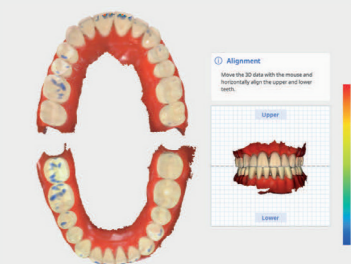 Alignment
Move the 3D data with the mouse and
horizontally align the upper and lower
teeth.
Upper
Lower